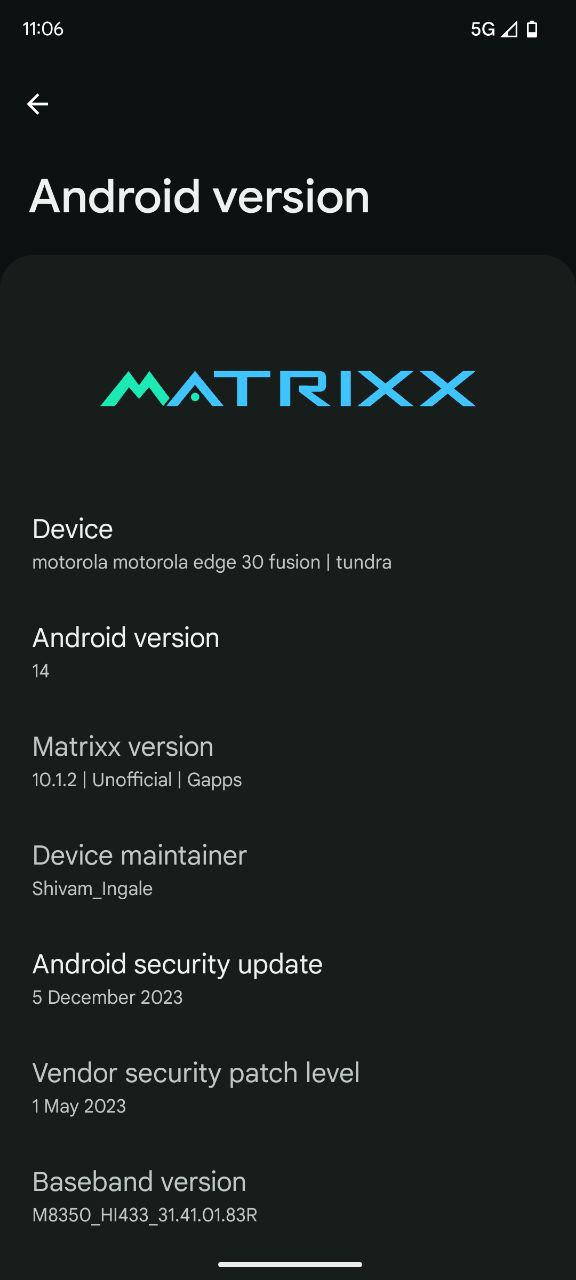 11:06
5G
Android version
MATRIXX
Device
motorola motorola edge 30 fusion | tundra
Android version
14
Matrixx version
10.1.2 | Unofficial | Gapps
Device maintainer
Shivam_Ingale
Android security update
5 December 2023
Vendor security patch level
1 May 2023
Baseband version
M8350_HI433_31.41.01.83R